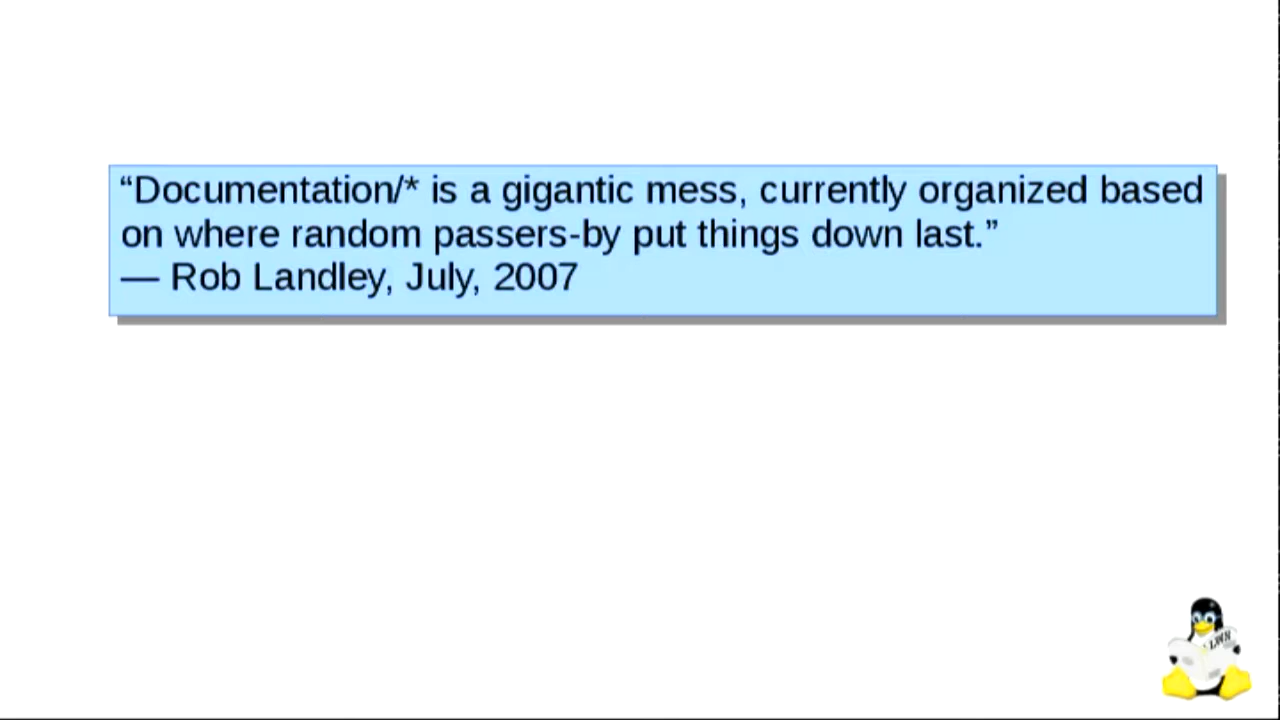 “Documentation/* is a gigantic mess, currently organized based
on where random passers-by put things down last.”
— Rob Landley, July, 2007
LWN